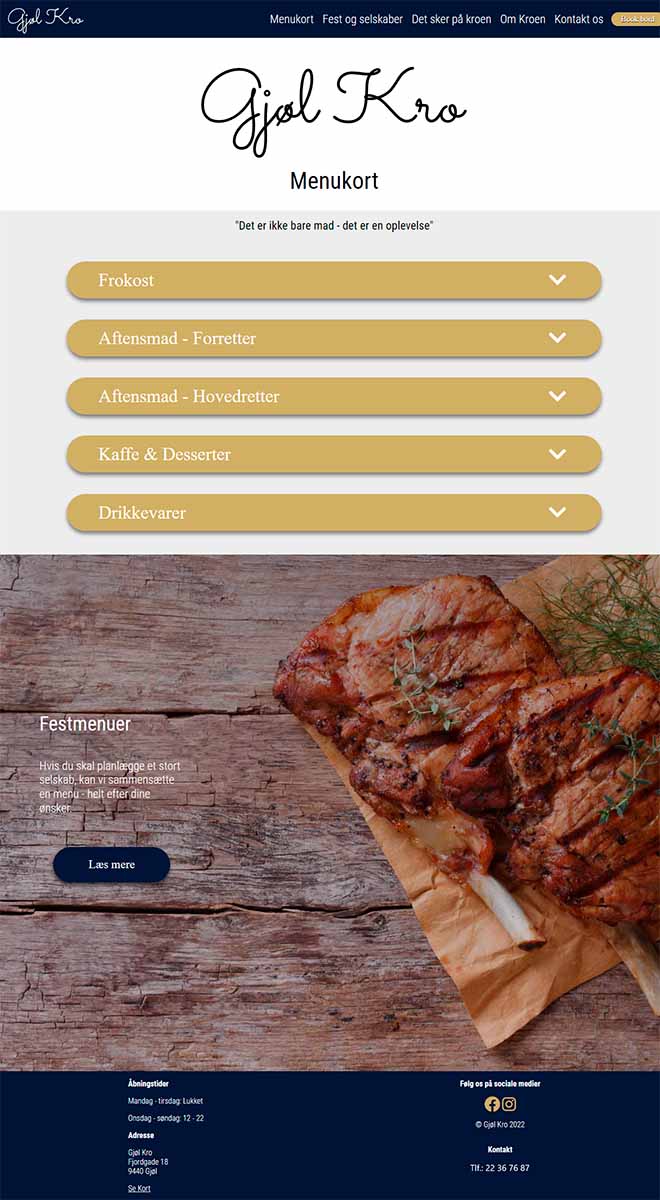 Gjøl Kro
Menukort Fest og selskaber Det sker på kroen Om Kroen Kontakt os Book bord
Gjøl Kro
Menukort
"Det er ikke bare mad - det er en oplevelse"
Frokost
Aftensmad - Forretter
Aftensmad - Hovedretter
Kaffe & Desserter
Drikkevarer
Festmenuer
Hvis du skal planlægge et stort
selskab, kan vi sammensætte
en menu - helt efter dine
ønsker.
Læs mere
Åbningstider
Mandag - tirsdag: Lukket
Onsdag - søndag: 12 - 22
Adresse
Gjøl Kro
Fjordgade 18
9440 Gjøl
Se Kort
Følg os på sociale medier
© Gjøl Kro 2022
Kontakt
Tlf.: 22 36 76 87